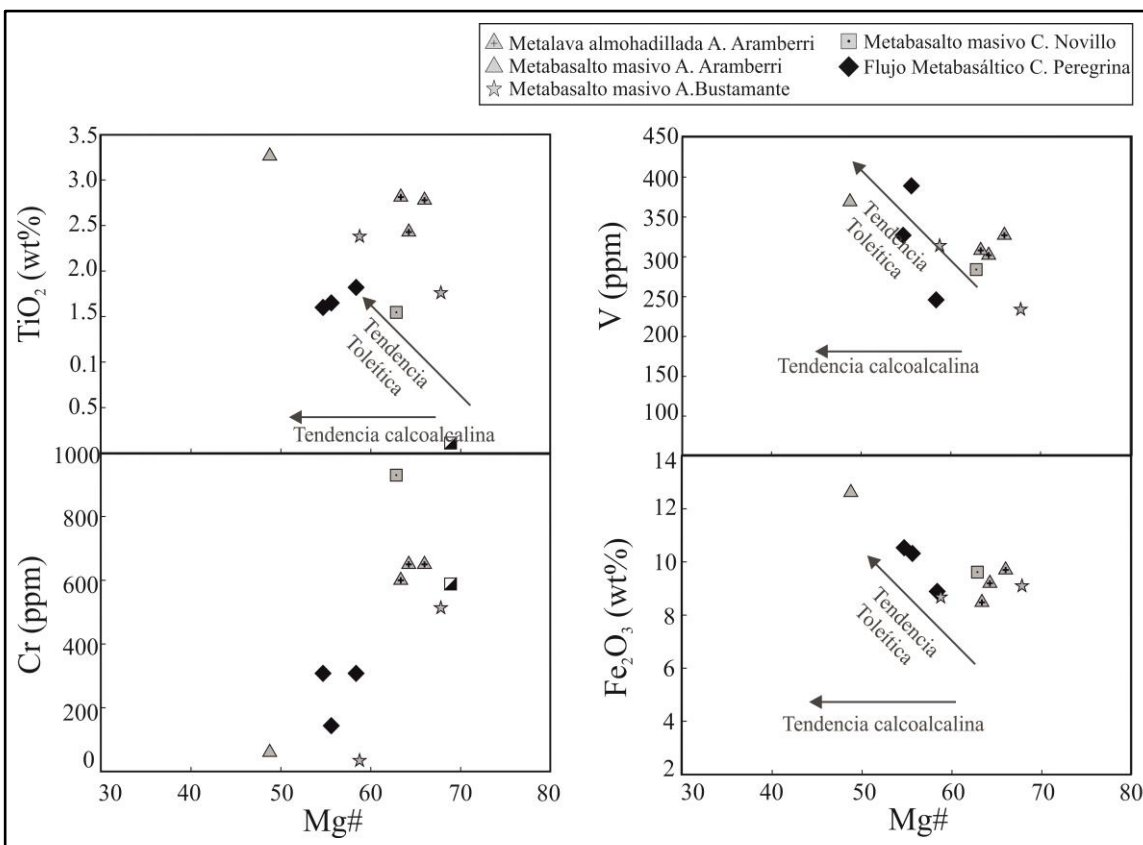 Metalava almohadillada A. Aramberri
Metabasalto masivo A. Aramberri
Metabasalto masivo A.Bustamante
Metabasalto masivo C. Novillo
Flujo Metabasáltico C. Peregrina
TiO2 (wt%)
3.5
3.0
2.5
2.0
1.5
0.1
0.5
Tendencia
Toleítica
Tendencia calcoalcalina
V (ppm)
450
400
350
300
250
200
150
100
Tendencia
Toleítica
Tendencia calcoalcalina
Cr (ppm)
1000
800
600
400
200
0
30 40 50 60 70 80
Mg#
Fe2O3 (wt%)
14
12
10
8
6
4
2
Tendencia
Toleítica
Tendencia calcoalcalina
30 40 50 60 70 80
Mg#